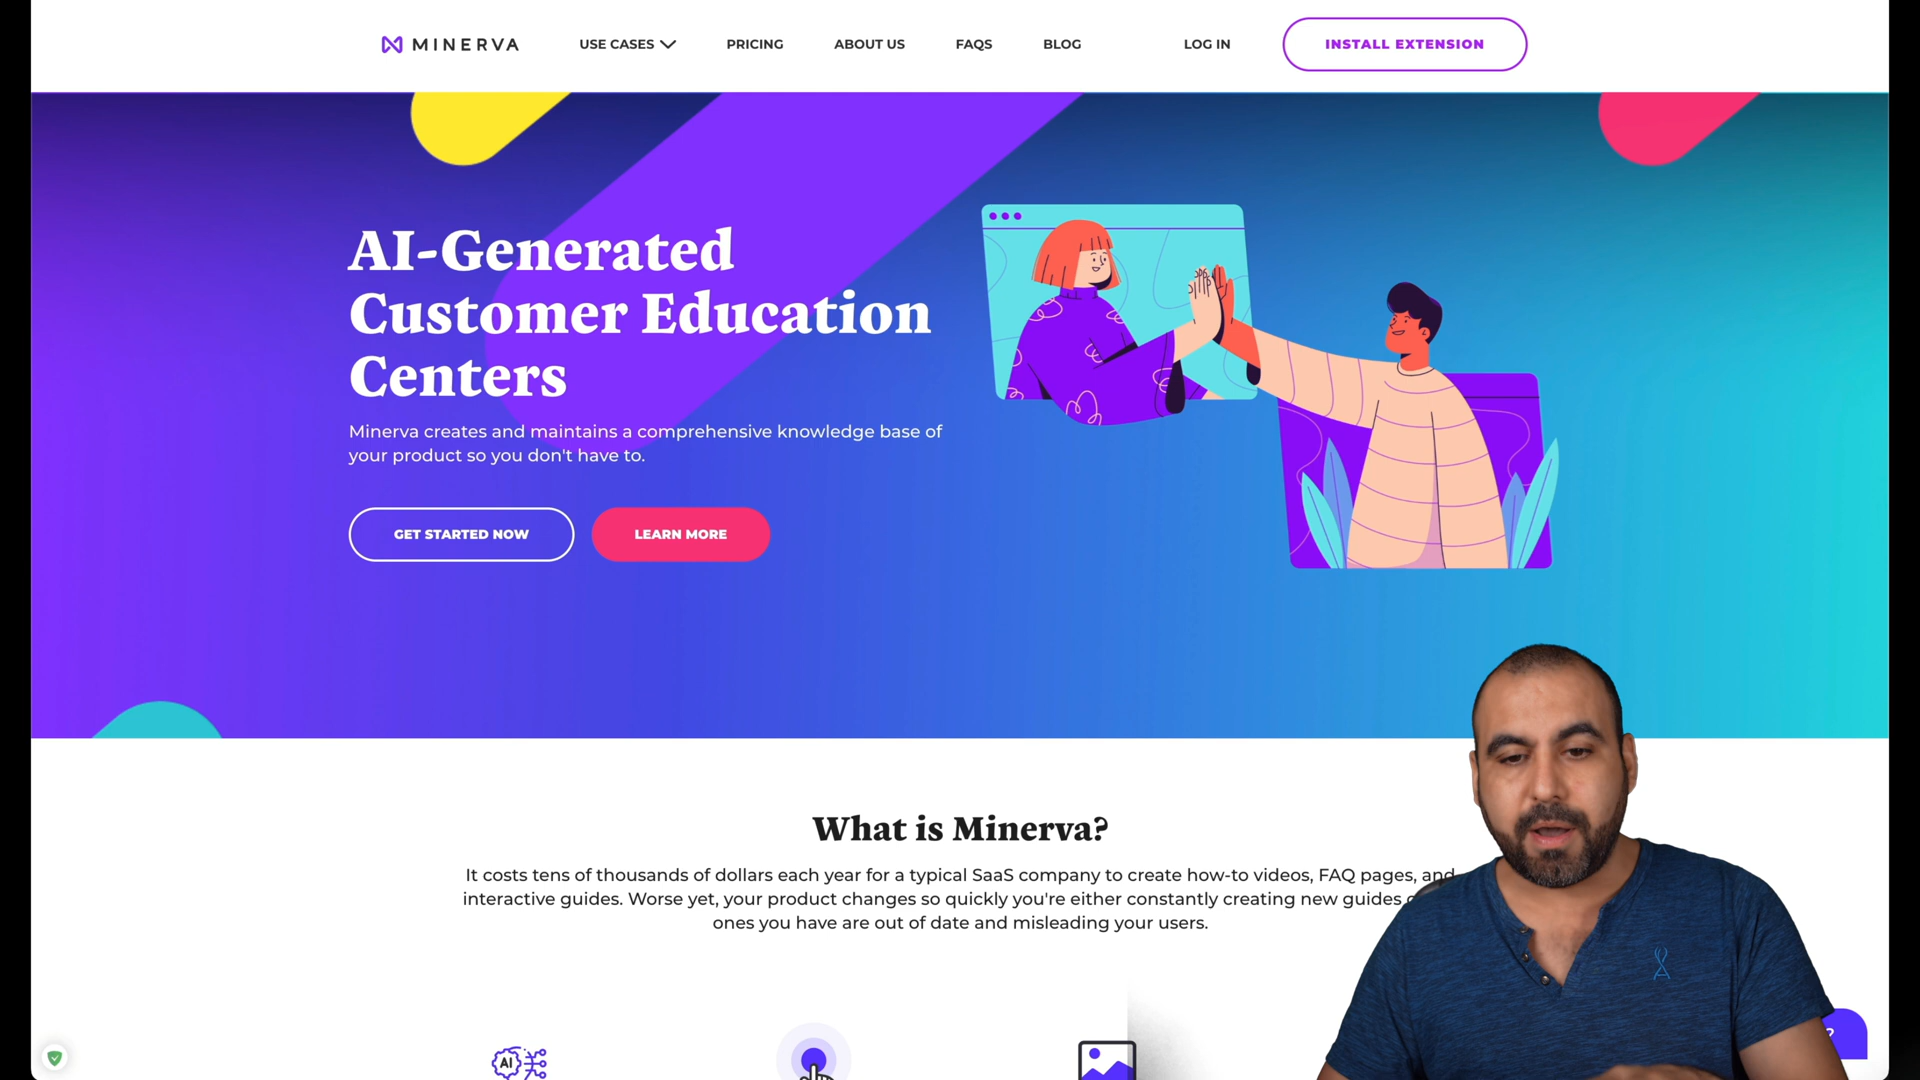 MINERVA
USE CASES
PRICING
ABOUT US
FAQS
BLOG
LOG IN
INSTALL EXTENSION
AI-Generated
Customer Education
Centers
Minerva creates and maintains a comprehensive knowledge base of
your product so you don't have to.
GET STARTED NOW
LEARN MORE
What is Minerva?
It costs tens of thousands of dollars each year for a typical SaaS company to create how-to videos, FAQ pages, and
interactive guides. Worse yet, your product changes so quickly you're either constantly creating new guides
ones you have are out of date and misleading your users.
AI
?